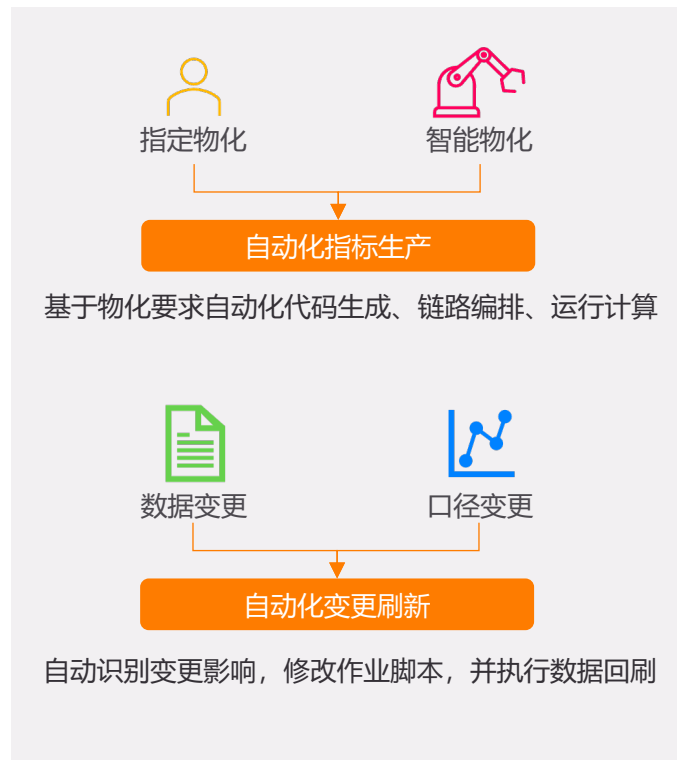 指定物化
智能物化
自动化指标生产
基于物化要求自动化代码生成、链路编排、运行计算
数据变更
口径变更
自动化变更刷新
自动识别变更影响，修改作业脚本，并执行数据回刷